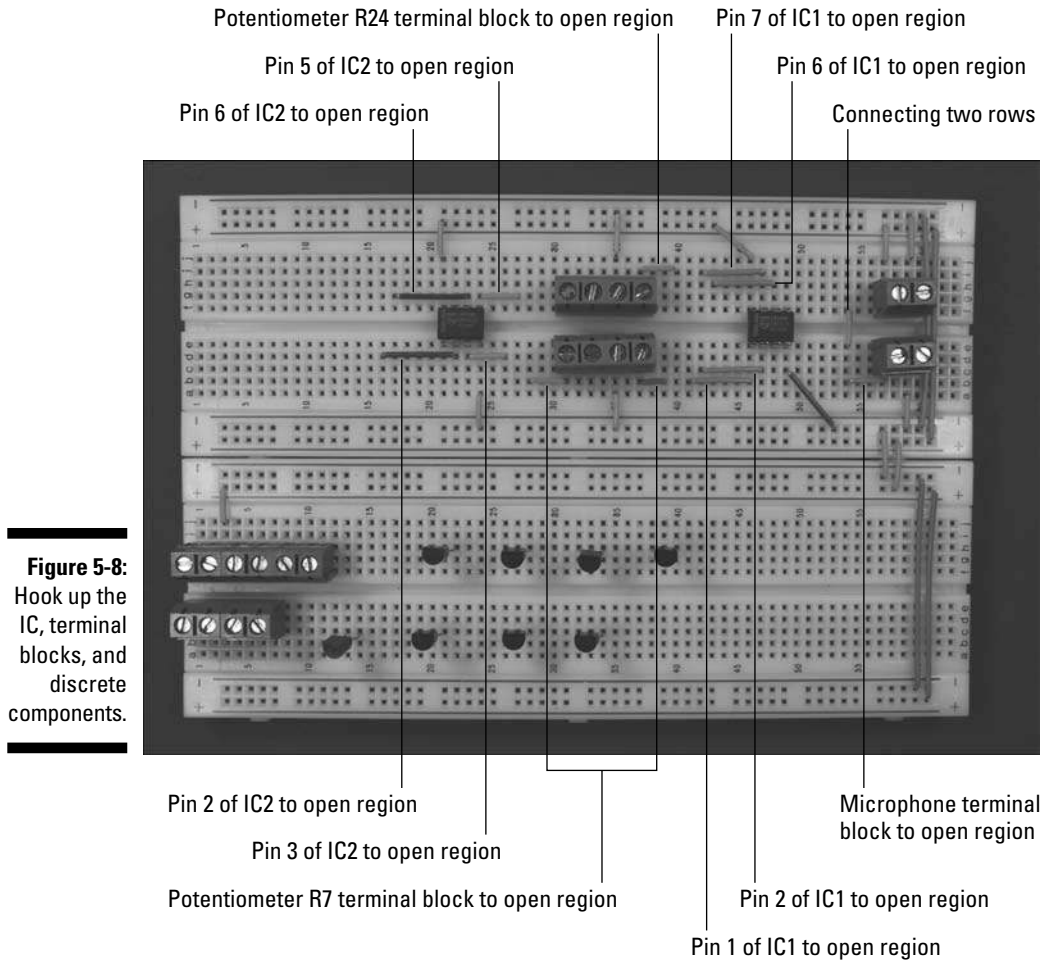 Potentiometer R24 terminal block to open region
Pin 7 of IC1 to open region
Pin 5 of IC2 to open region
Pin 6 of IC1 to open region
Pin 6 of IC2 to open region
Connecting two rows
Figure 5-8:
Hook up the
IC, terminal
blocks, and
discrete
components.
Pin 2 of IC2 to open region
Microphone terminal
block to open region
Pin 3 of IC2 to open region
Potentiometer R7 terminal block to open region
Pin 2 of IC1 to open region
Pin 1 of IC1 to open region